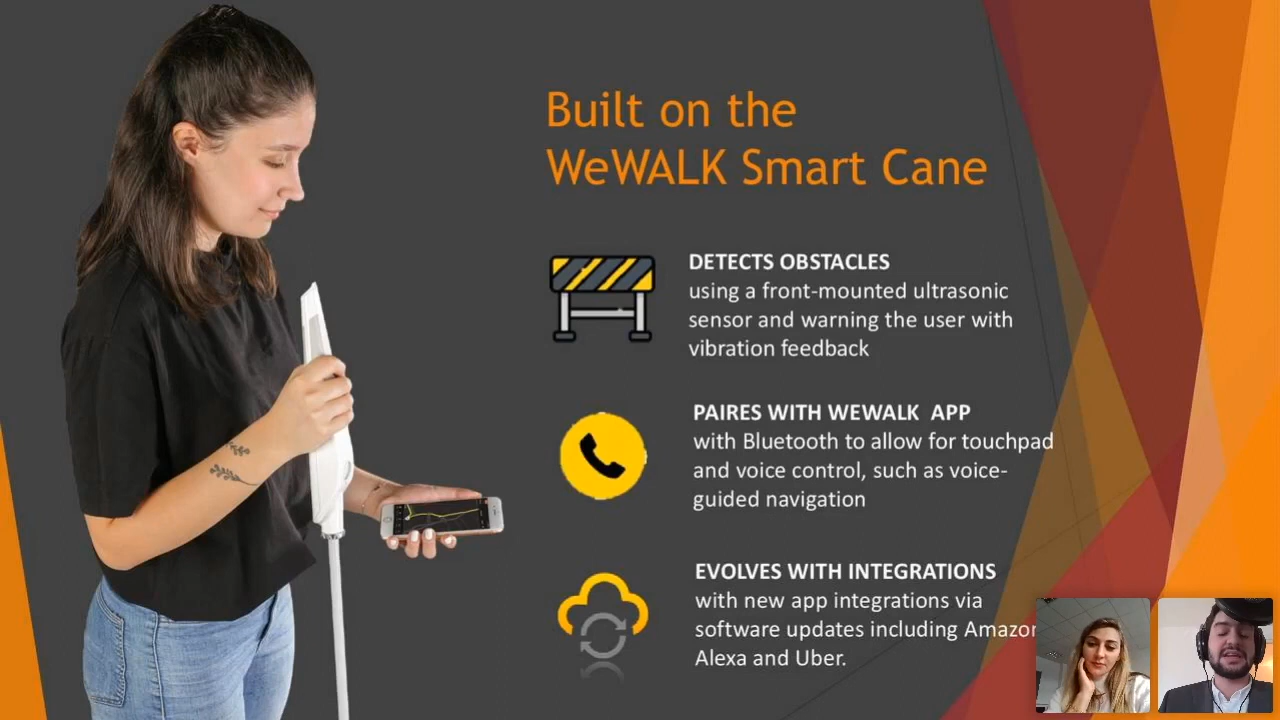 Built on the
WeWALK Smart Cane
DETECTS OBSTACLES
using a front-mounted ultrasonic
sensor and warning the user with
vibration feedback
PAIRES WITH WEWALK APP
with Bluetooth to allow for touchpad
and voice control, such as voice-
guided navigation
EVOLVES WITH INTEGRATIONS
with new app integrations via
software updates including Amazon
Alexa and Uber.